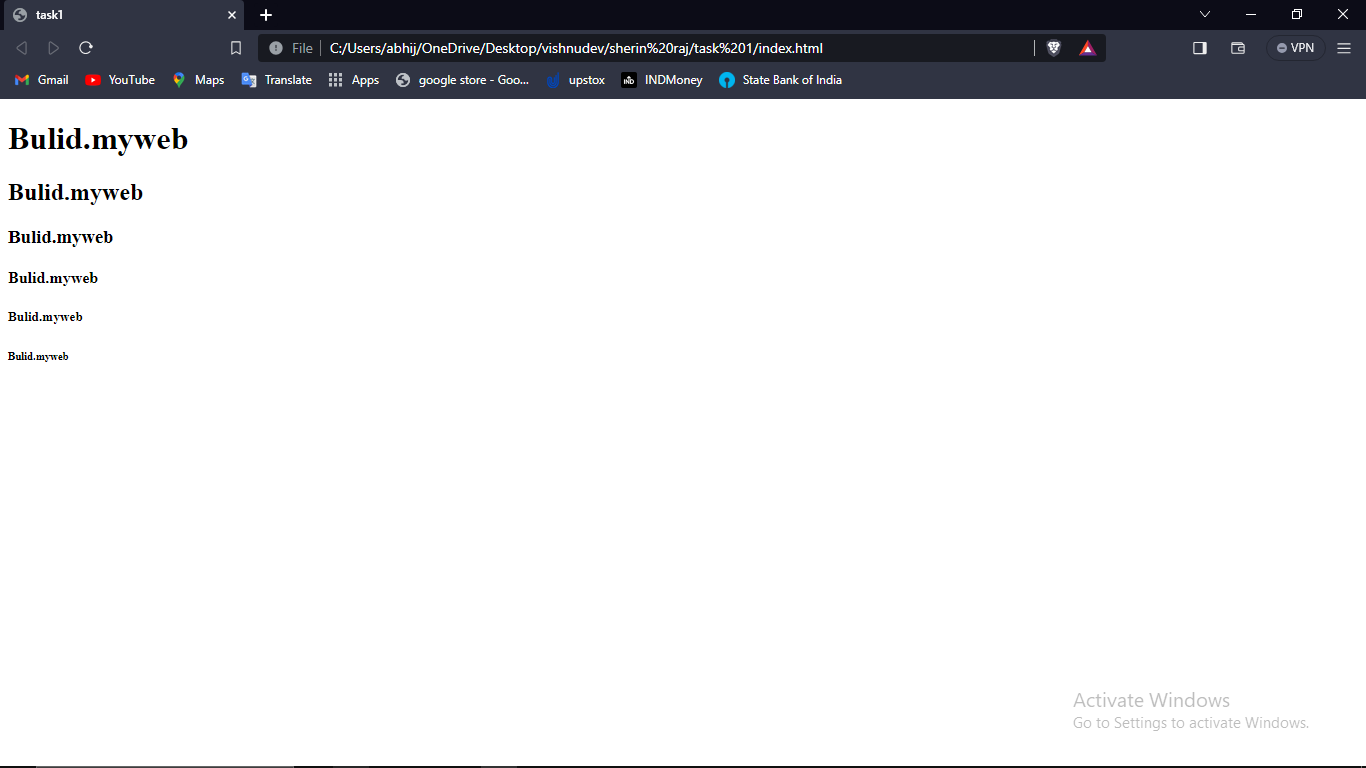 task1
File C:/Users/abhij/OneDrive/Desktop/vishnudev/sherin%20raj/task%201/index.html VPN
Gmail YouTube Maps Translate Apps google store - Goo... upstox IND INDMoney State Bank of India
Bulid.myweb
Bulid.myweb
Bulid.myweb
Bulid.myweb
Bulid.myweb
Bulid.myweb
Activate Windows
Go to Settings to activate Windows.